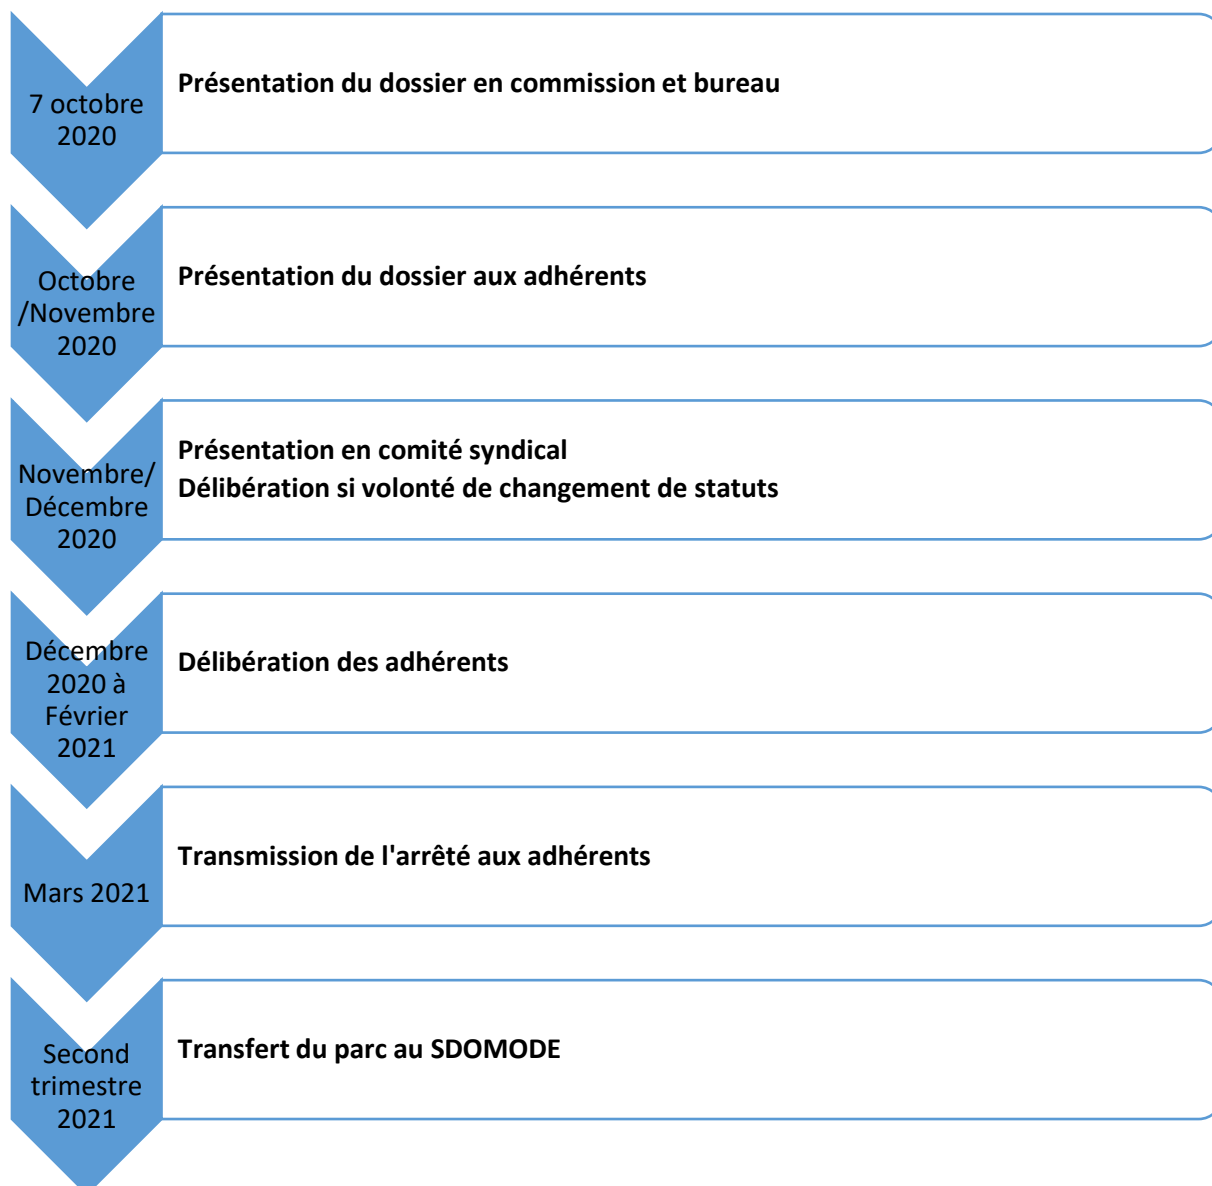 7 octobre
2020
Présentation du dossier en commission et bureau
Octobre
/Novembre
2020
Présentation du dossier aux adhérents
Novembre/
Décembre
2020
Présentation en comité syndical
Délibération si volonté de changement de statuts
Décembre
2020 à
Février
2021
Délibération des adhérents
Mars 2021
Transmission de l'arrêté aux adhérents
Second
trimestre
2021
Transfert du parc au SDOMODE